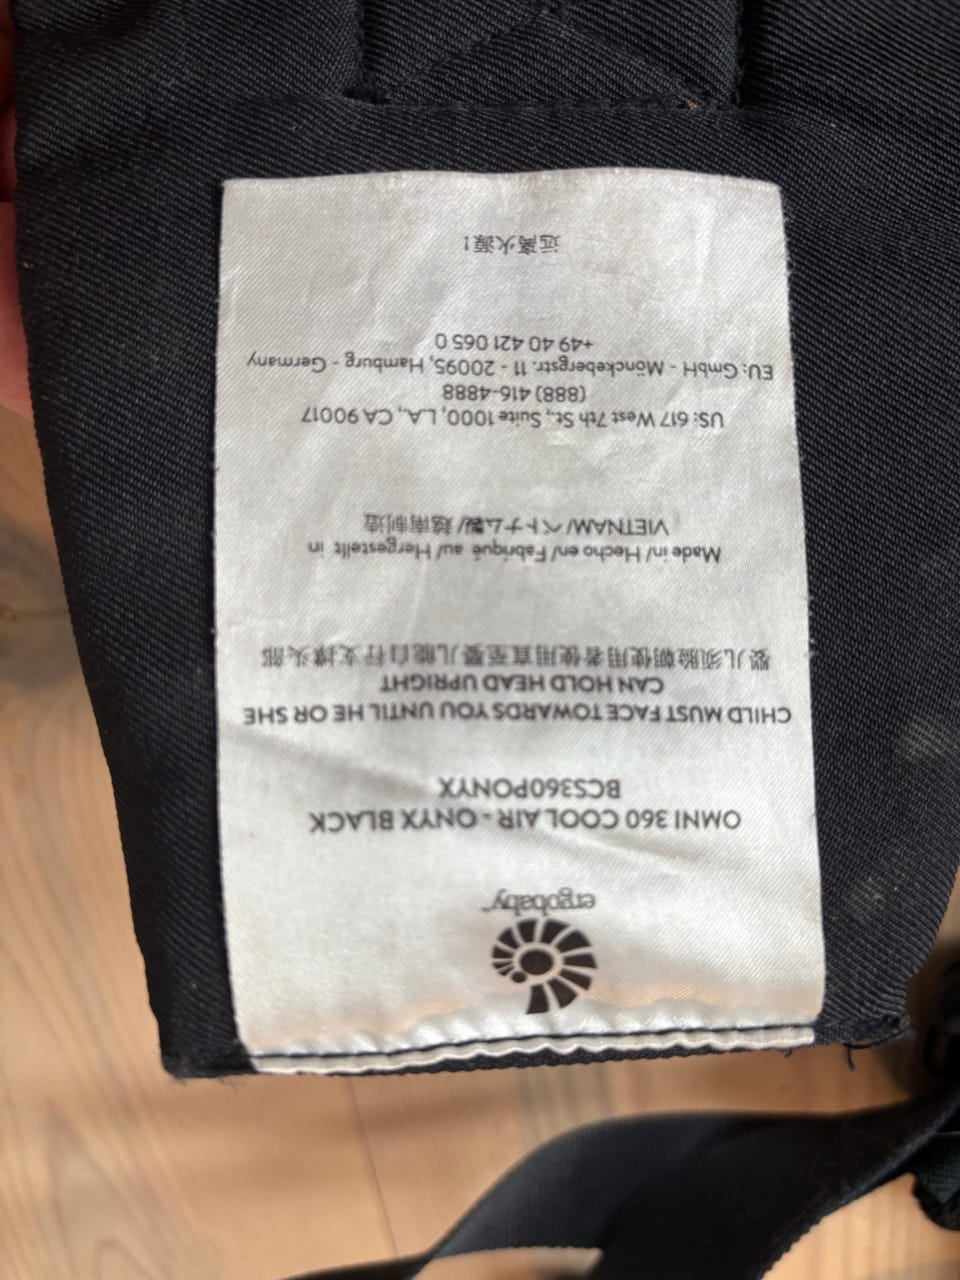 ergobaby™
OMNI 360 COOL AIR - ONYX BLACK
BCS360PONYX
CHILD MUST FACE TOWARDS YOU UNTIL HE OR SHE
CAN HOLD HEAD UPRIGHT
婴儿须脸朝使用者使用直至婴儿能自行支撑头部
Made in/ Hecho en/ Fabriqué au/ Hergestellt in
VIETNAM/ ベトナム製/ 越南制造
US: 617 West 7th St., Suite 1000, L.A., CA 90017
(888) 416-4888
EU: GmbH - Mönckebergstr. 11 - 20095, Hamburg - Germany
+49 40 421 065 0
远离火源!